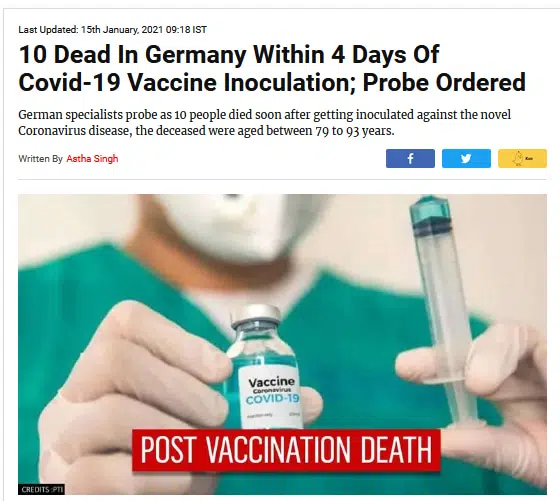 Last Updated: 15th January, 2021 09:18 IST
10 Dead In Germany Within 4 Days Of
Covid-19 Vaccine Inoculation; Probe Ordered
German specialists probe as 10 people died soon after getting inoculated against the novel
Coronavirus disease, the deceased were aged between 79 to 93 years.
Written By Astha Singh
Vaccine
Coronavirus
COVID-19
POST VACCINATION DEATH
CREDITS :PTI